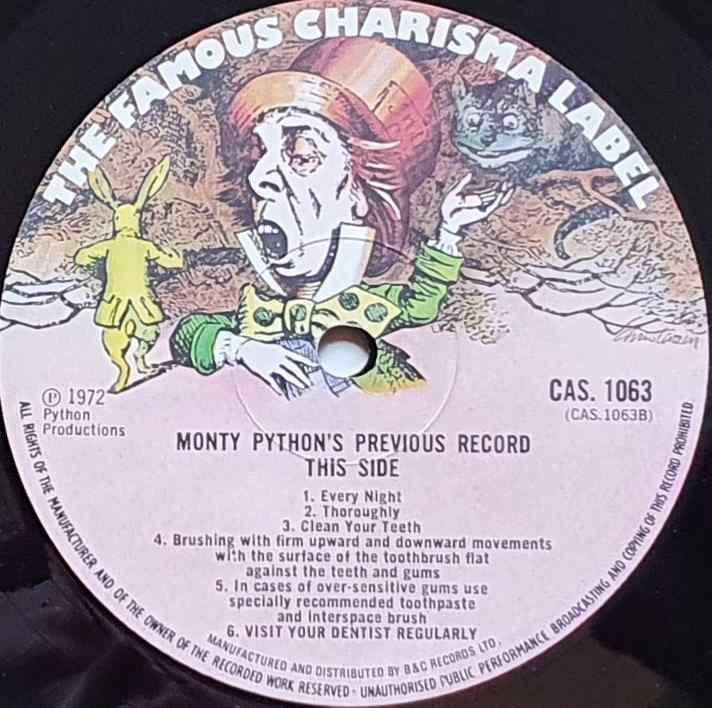 THE FAMOUS CHARISMA LABEL
℗ 1972
Python
Productions
CAS. 1063
(CAS.1063B)
MONTY PYTHON'S PREVIOUS RECORD
THIS SIDE
1. Every Night
2. Thoroughly
3. Clean Your Teeth
4. Brushing with firm upward and downward movements
with the surface of the toothbrush flat
against the teeth and gums
5. In cases of over-sensitive gums use
specially recommended toothpaste
and interspace brush
6. VISIT YOUR DENTIST REGULARLY
MANUFACTURED AND DISTRIBUTED BY B&C RECORDS LTD.
ALL RIGHTS OF THE MANUFACTURER AND OF THE OWNER OF THE RECORDED WORK RESERVED · UNAUTHORISED PUBLIC PERFORMANCE BROADCASTING AND COPYING OF THIS RECORD PROHIBITED